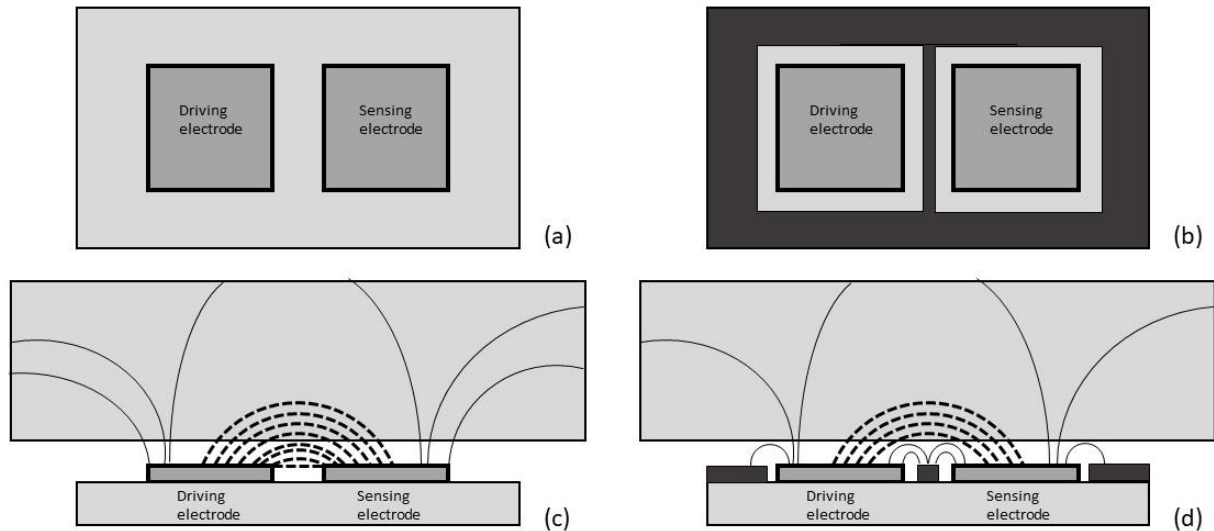 Driving
electrode
Sensing
electrode
(a)
Driving
electrode
Sensing
electrode
(b)
Driving
electrode
Sensing
electrode
(c)
Driving
electrode
Sensing
electrode
(d)